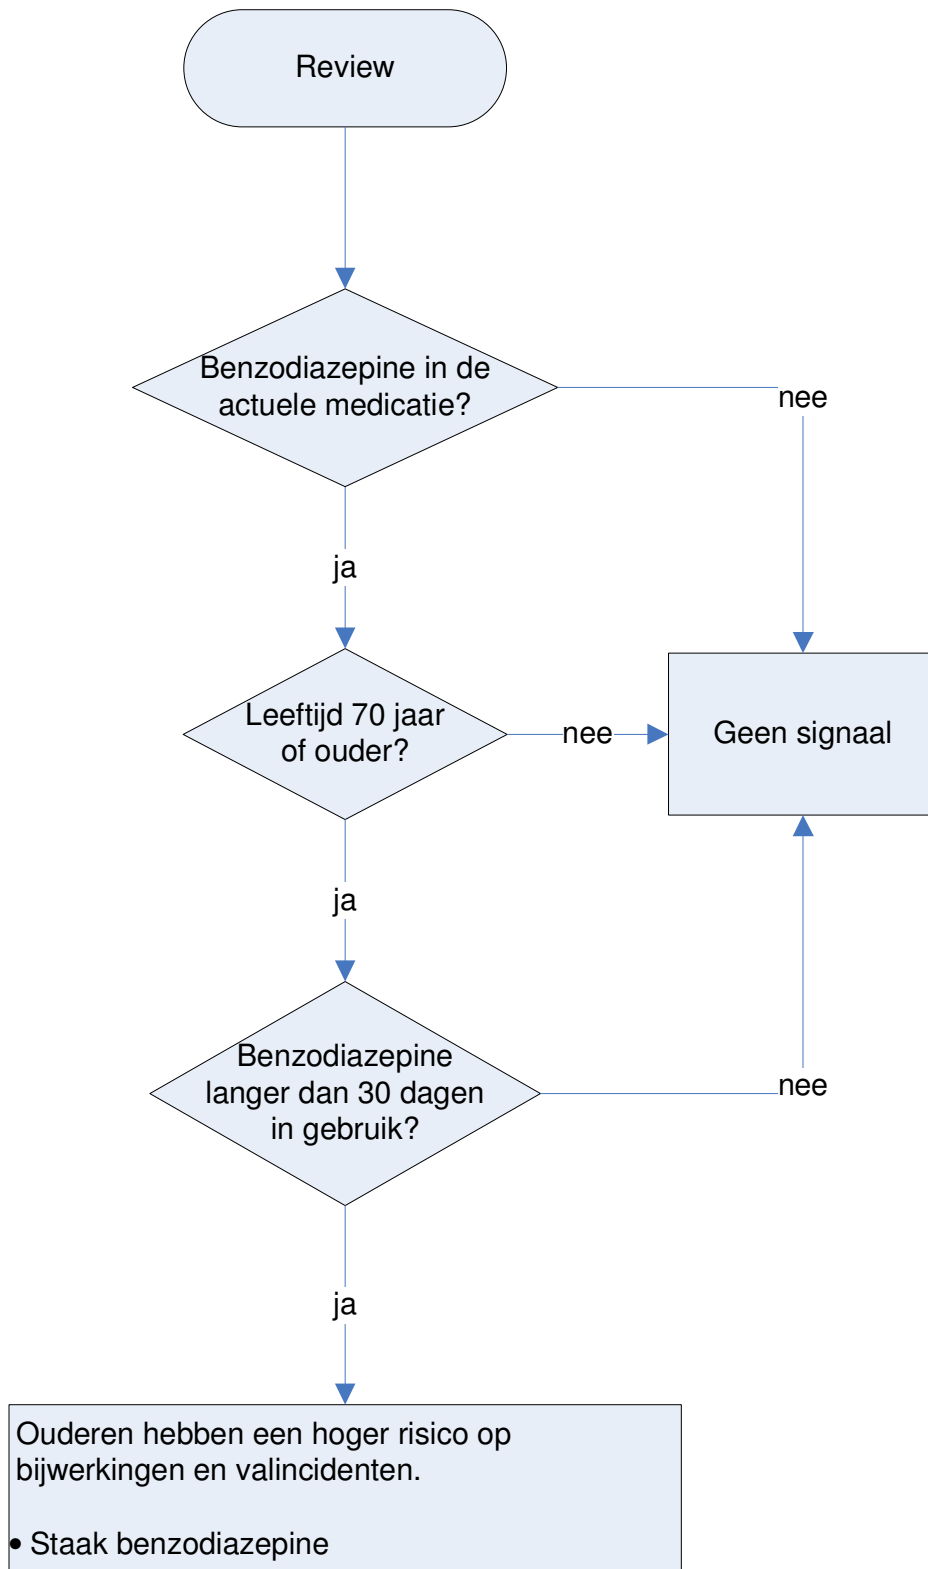 Review
Benzodiazepine in de
actuele medicatie?
nee
ja
Leeftijd 70 jaar
of ouder?
nee
Geen signaal
ja
Benzodiazepine
langer dan 30 dagen
in gebruik?
nee
ja
Ouderen hebben een hoger risico op
bijwerkingen en valincidenten.
• Staak benzodiazepine